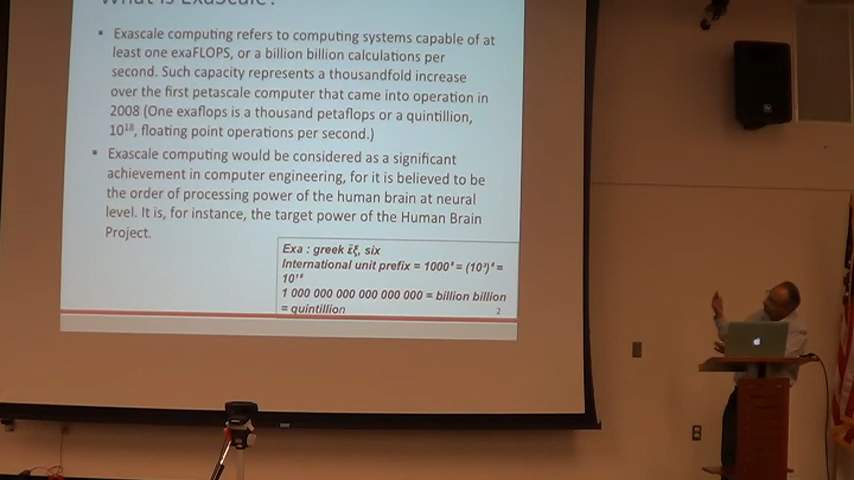 What is ExaScale?
▪ Exascale computing refers to computing systems capable of at
least one exaFLOPS, or a billion billion calculations per
second. Such capacity represents a thousandfold increase
over the first petascale computer that came into operation in
2008 (One exaflops is a thousand petaflops or a quintillion,
10¹⁸, floating point operations per second.)
▪ Exascale computing would be considered as a significant
achievement in computer engineering, for it is believed to be
the order of processing power of the human brain at neural
level. It is, for instance, the target power of the Human Brain
Project.
Exa : greek ἕξ, six
International unit prefix = 1000⁶ = (10³)⁶ =
10¹⁸
1 000 000 000 000 000 000 = billion billion
= quintillion
2